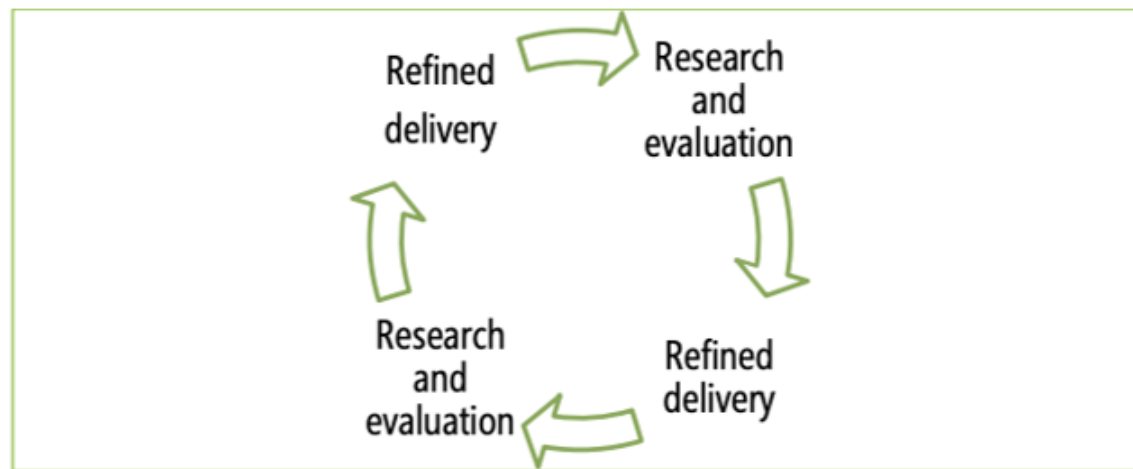 Refined
delivery
Research
and
evaluation
Research
and
evaluation
Refined
delivery